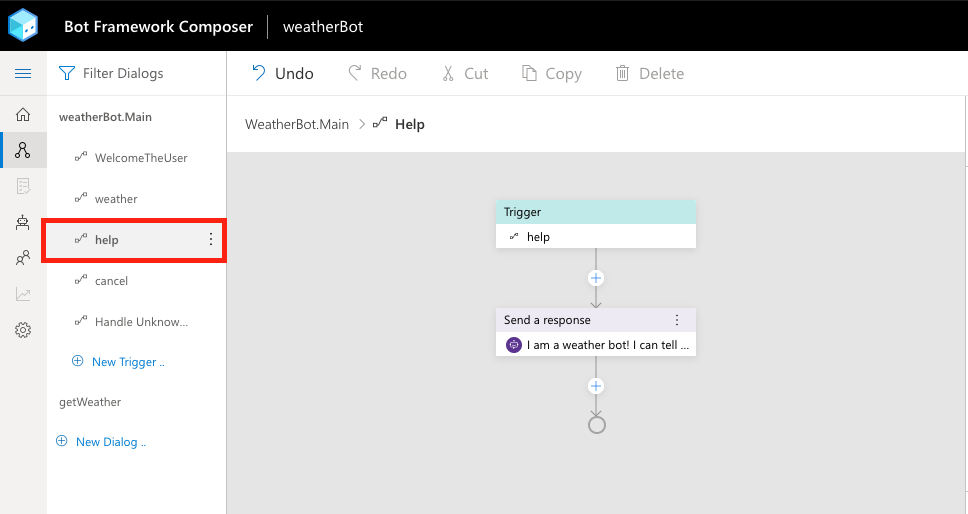 Bot Framework Composer
weatherBot
Filter Dialogs
Undo
Redo
Cut
Copy
Delete
weatherBot.Main
WelcomeTheUser
weather
help
cancel
Handle Unknow...
New Trigger ..
getWeather
New Dialog ..
WeatherBot.Main
Help
Trigger
help
Send a response
I am a weather bot! I can tell ...